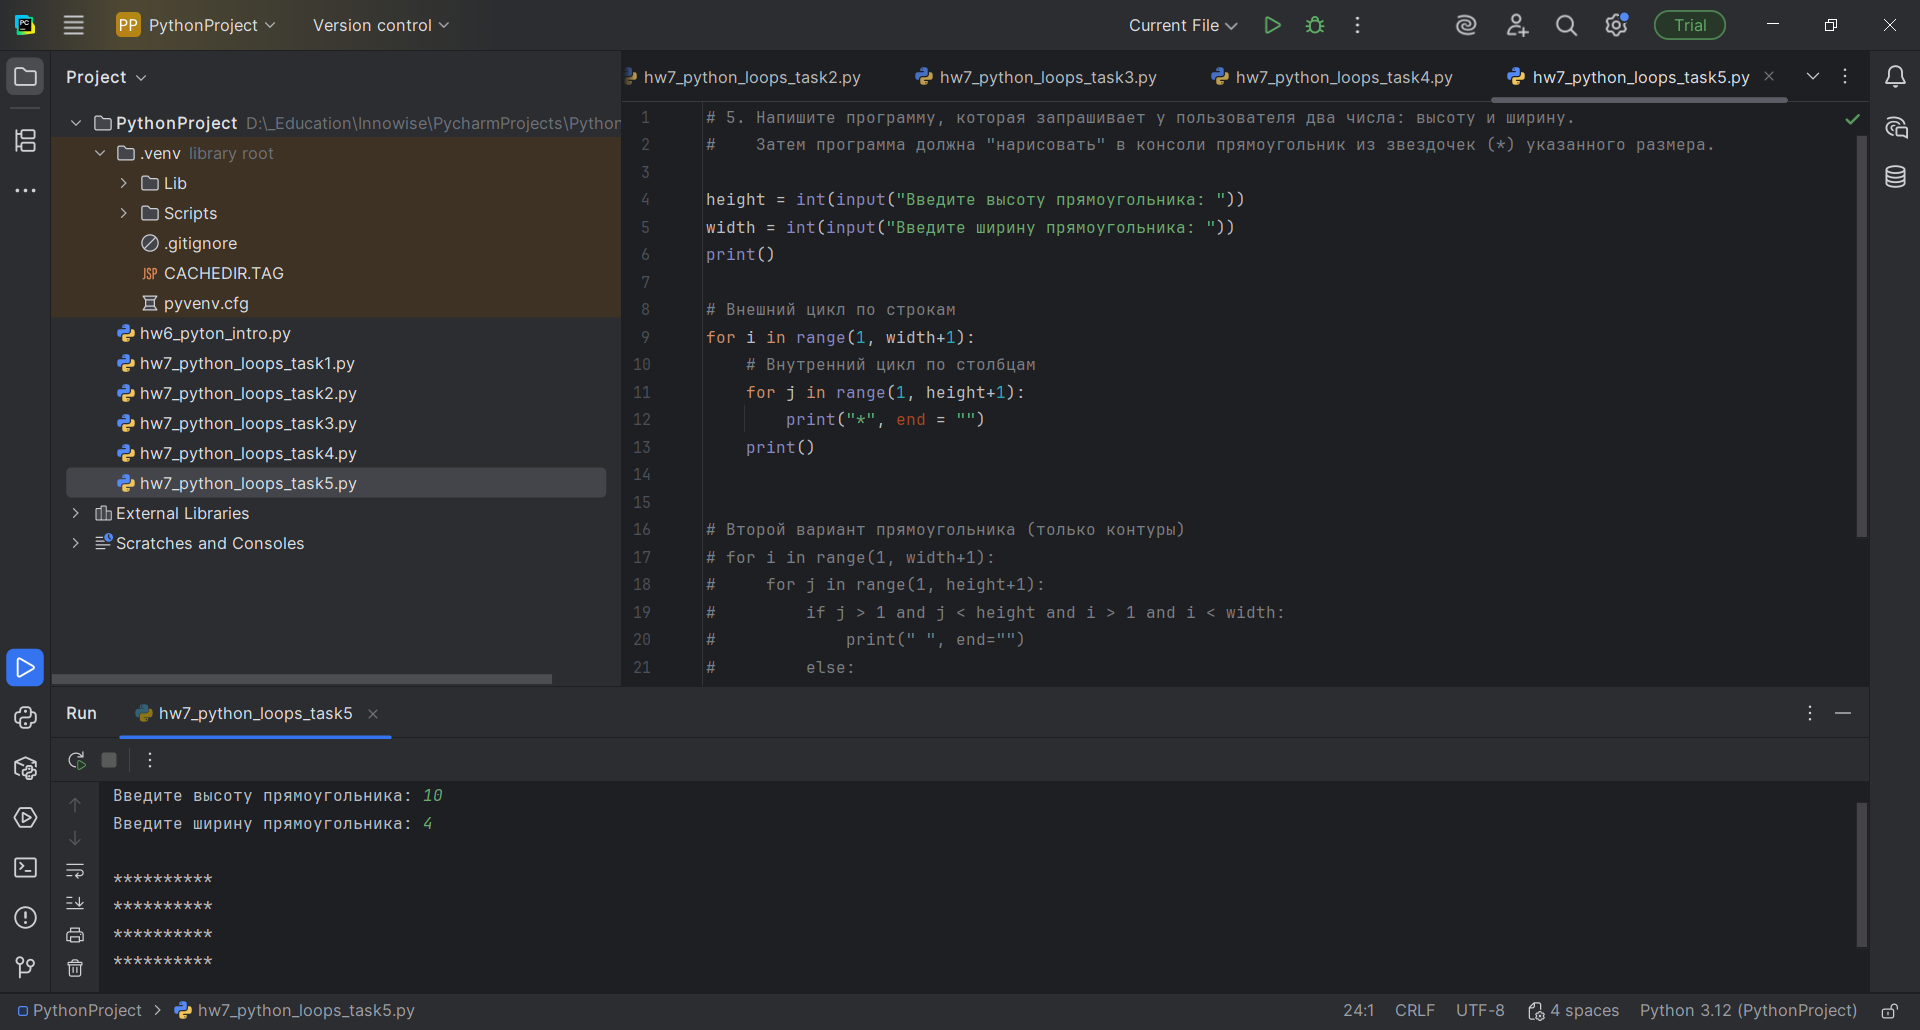 PC
PP PythonProject
Version control
Current File
Trial
Project
PythonProject D:\_Education\Innowise\PycharmProjects\Python
.venv library root
Lib
Scripts
.gitignore
JSP CACHEDIR.TAG
pyvenv.cfg
hw6_pyton_intro.py
hw7_python_loops_task1.py
hw7_python_loops_task2.py
hw7_python_loops_task3.py
hw7_python_loops_task4.py
hw7_python_loops_task5.py
External Libraries
Scratches and Consoles
hw7_python_loops_task2.py
hw7_python_loops_task3.py
hw7_python_loops_task4.py
hw7_python_loops_task5.py
1 # 5. Напишите программу, которая запрашивает у пользователя два числа: высоту и ширину.
2 #    Затем программа должна "нарисовать" в консоли прямоугольник из звездочек (*) указанного размера.
3
4 height = int(input("Введите высоту прямоугольника: "))
5 width = int(input("Введите ширину прямоугольника: "))
6 print()
7
8 # Внешний цикл по строкам
9 for i in range(1, width+1):
10     # Внутренний цикл по столбцам
11     for j in range(1, height+1):
12         print("*", end = "")
13     print()
14
15
16 # Второй вариант прямоугольника (только контуры)
17 # for i in range(1, width+1):
18 #     for j in range(1, height+1):
19 #         if j > 1 and j < height and i > 1 and i < width:
20 #             print(" ", end="")
21 #         else:
Run
hw7_python_loops_task5
Введите высоту прямоугольника: 10
Введите ширину прямоугольника: 4
**********
**********
**********
**********
PythonProject > hw7_python_loops_task5.py
24:1
CRLF
UTF-8
4 spaces
Python 3.12 (PythonProject)